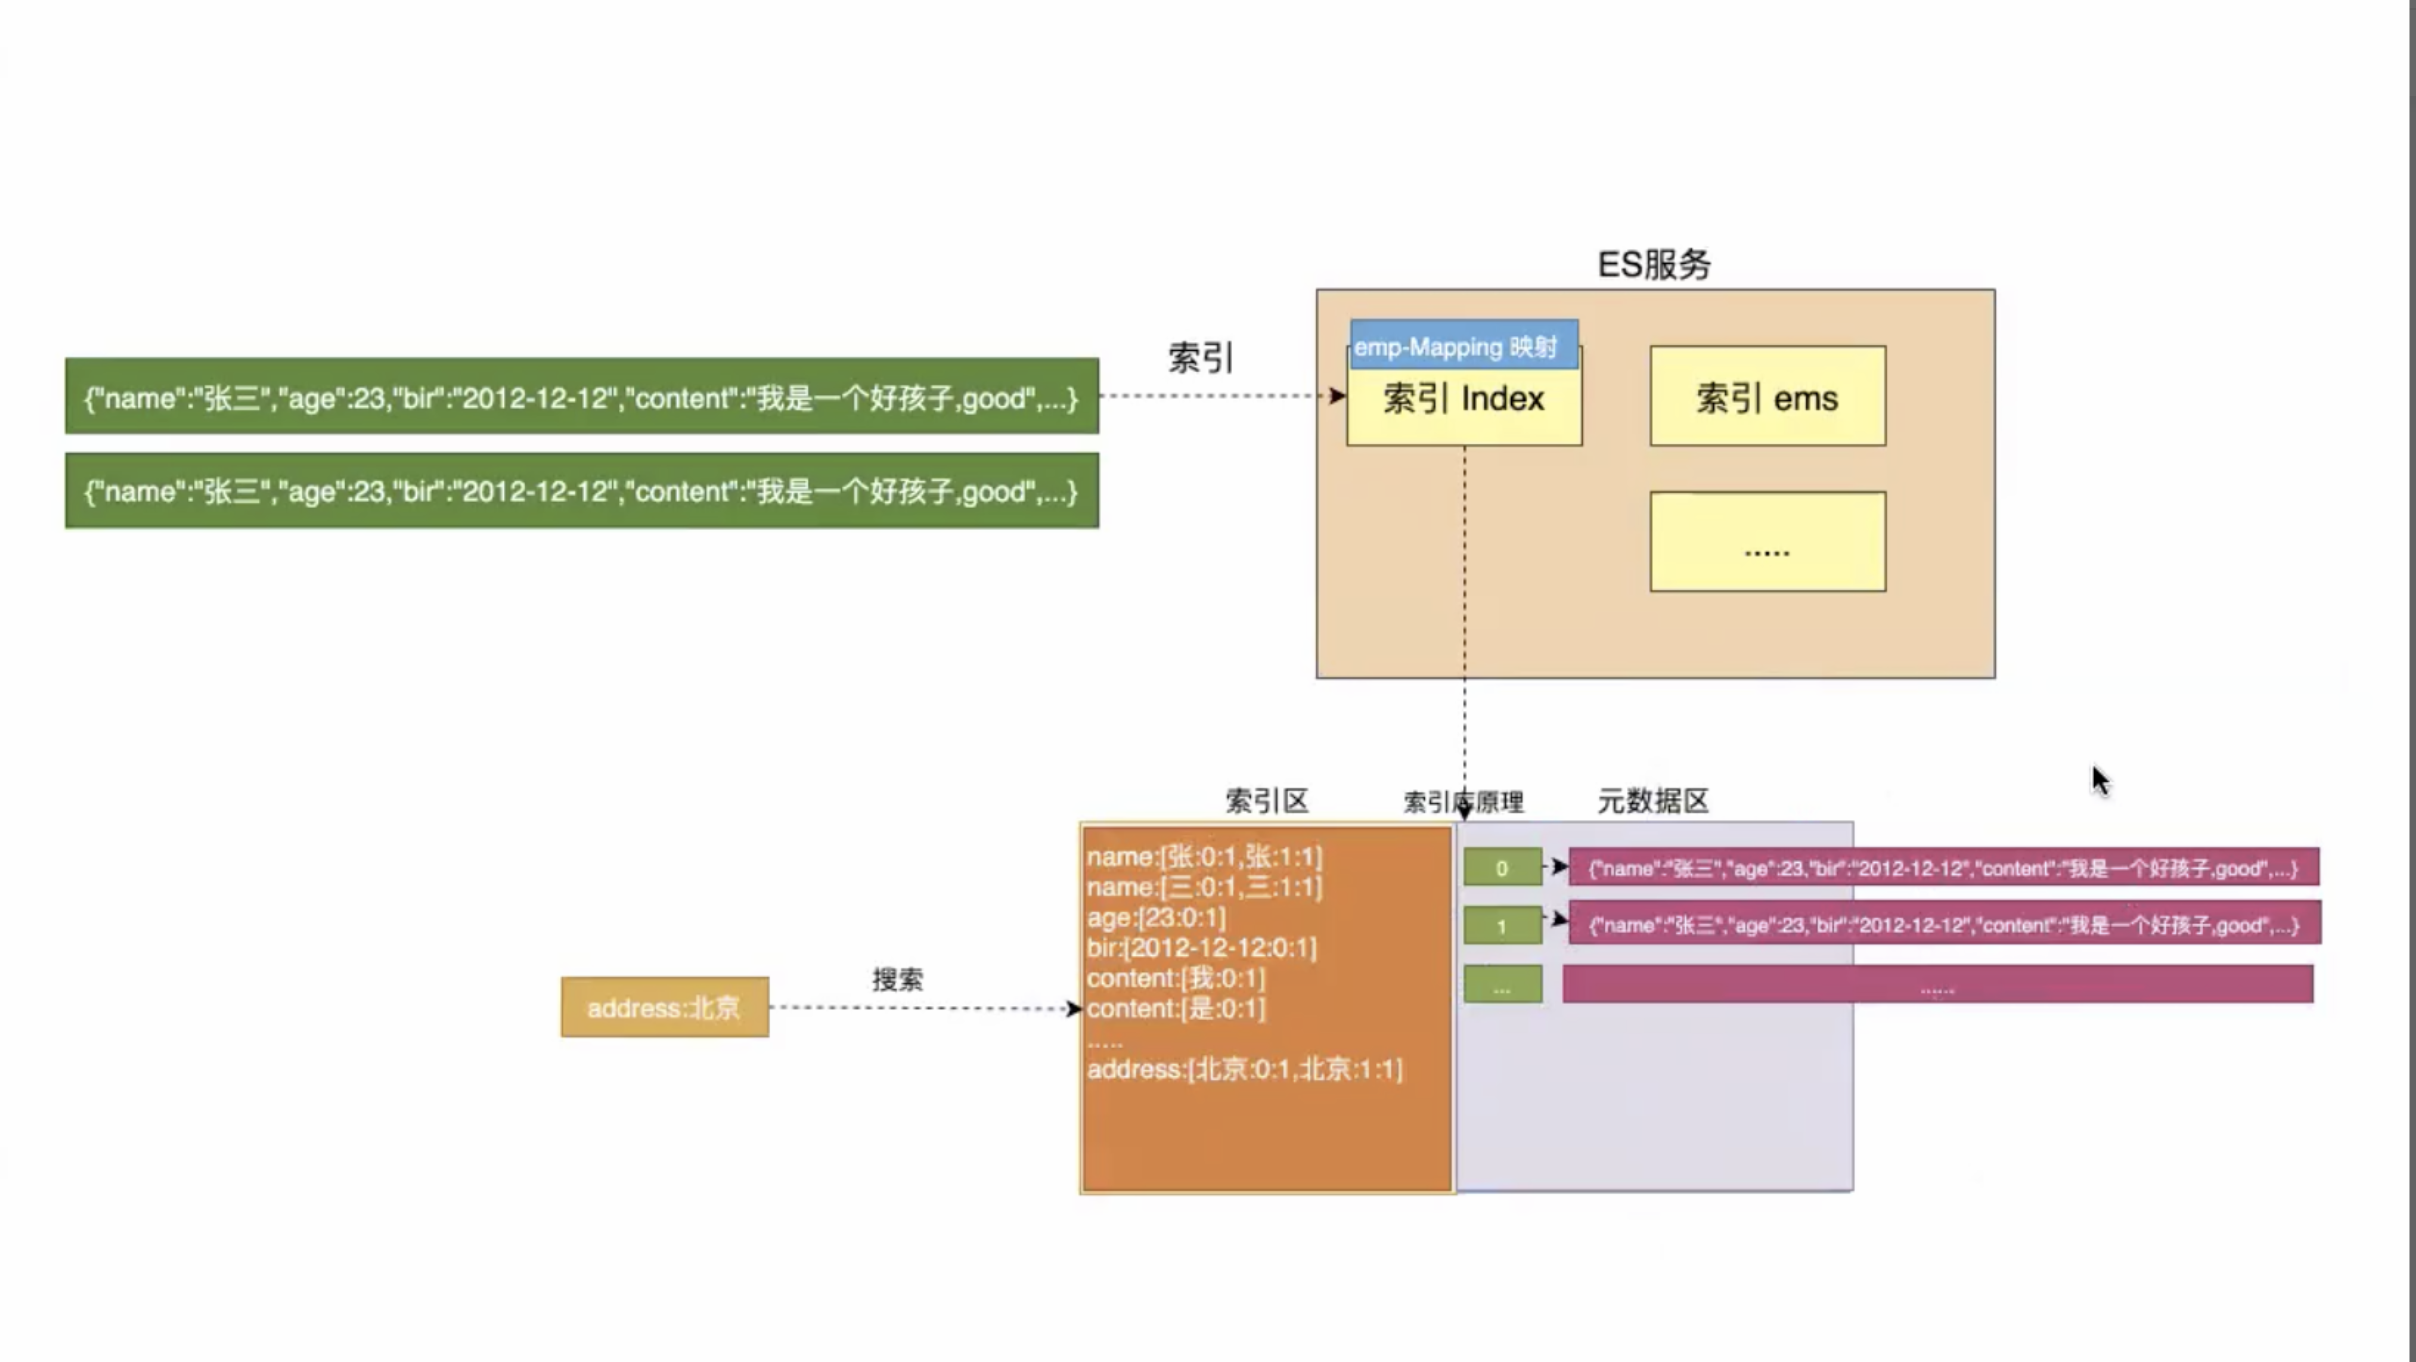 ES服务
emp-Mapping 映射
索引 Index
索引 ems
.....
索引
{"name":"张三","age":23,"bir":"2012-12-12","content":"我是一个好孩子,good",...}
{"name":"张三","age":23,"bir":"2012-12-12","content":"我是一个好孩子,good",...}
索引区
索引库原理
元数据区
name:[张:0:1,张:1:1]
name:[三:0:1,三:1:1]
age:[23:0:1]
bir:[2012-12-12:0:1]
content:[我:0:1]
content:[是:0:1]
.....
address:[北京:0:1,北京:1:1]
0
{"name":"张三","age":23,"bir":"2012-12-12","content":"我是一个好孩子,good",...}
1
{"name":"张三","age":23,"bir":"2012-12-12","content":"我是一个好孩子,good",...}
...
......
搜索
address:北京